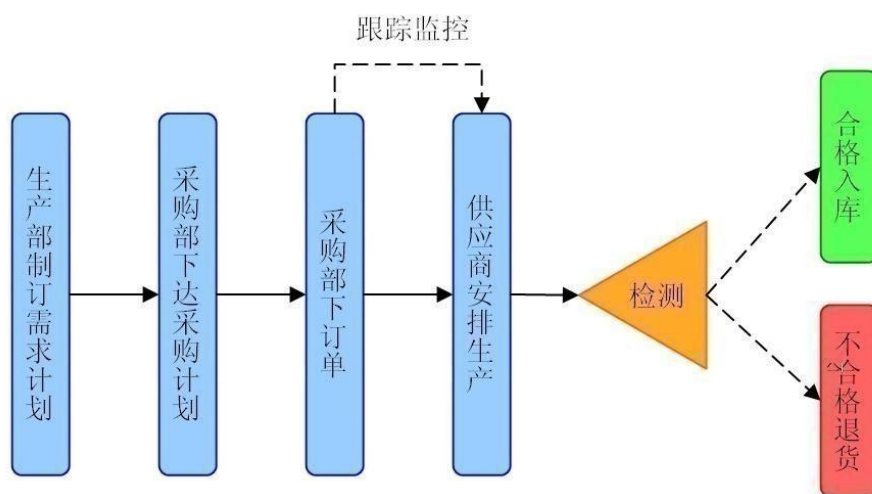 跟踪监控
生产部制订需求计划
采购部下达采购计划
采购部下订单
供应商安排生产
检测
合格入库
不合格退货